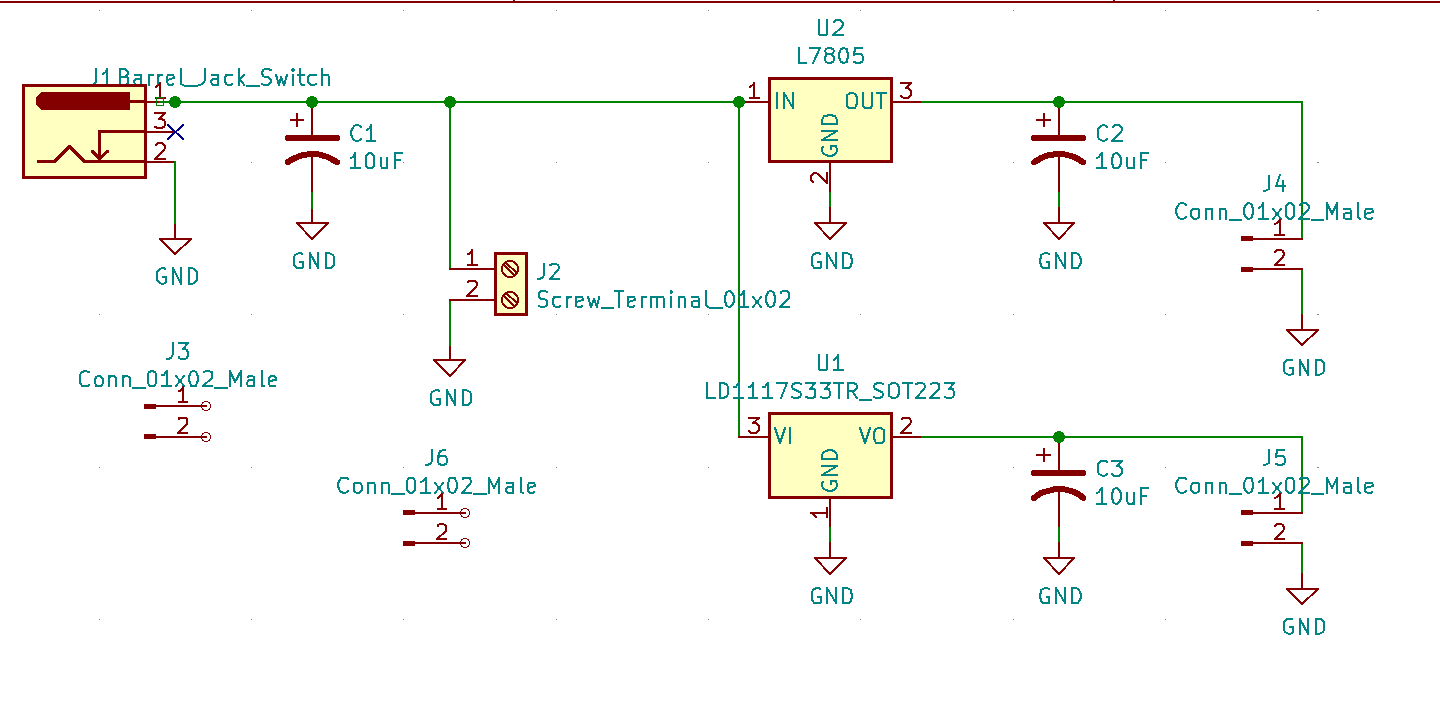 U2
L7805
J1 Barrel_Jack_Switch
1
3
2
+
C1
10uF
GND
GND
1
IN
OUT
3
GND
2
GND
+
C2
10uF
GND
J4
Conn_01x02_Male
1
2
GND
1
2
J2
Screw_Terminal_01x02
GND
J3
Conn_01x02_Male
1
2
J6
Conn_01x02_Male
1
2
U1
LD1117S33TR_SOT223
3
VI
VO
2
GND
1
GND
+
C3
10uF
GND
J5
Conn_01x02_Male
1
2
GND